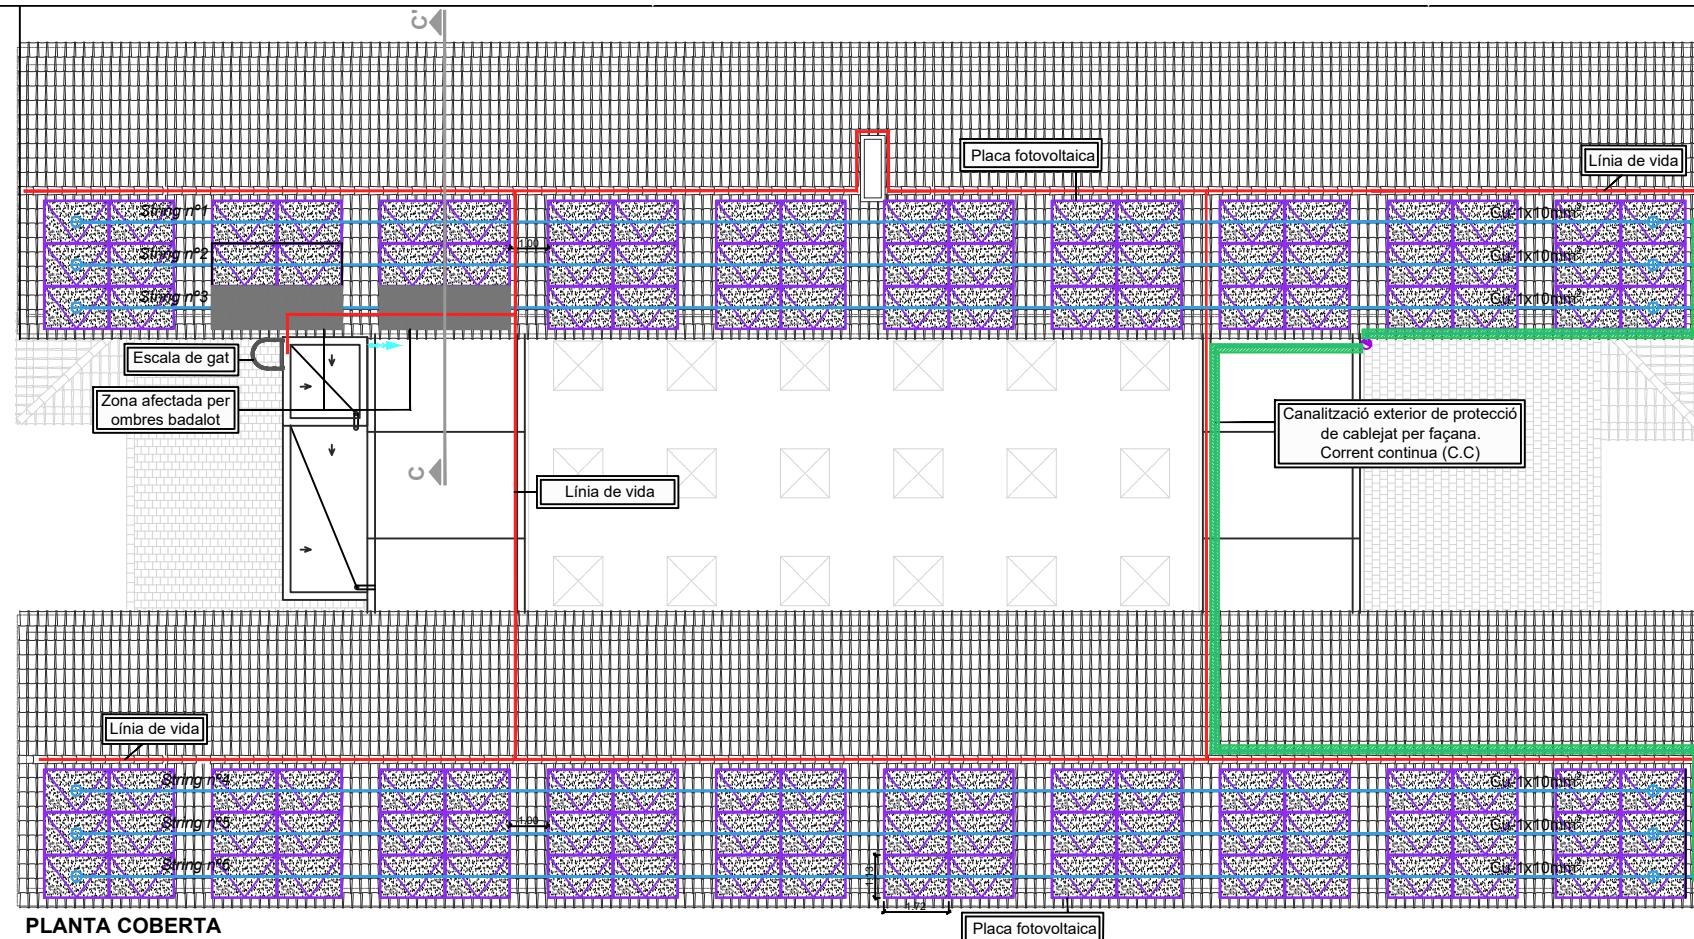 C'
Placa fotovoltaica
Línia de vida
String nº1
Cu-1x10mm²
1.00
String nº2
Cu-1x10mm²
String nº3
Cu-1x10mm²
Escala de gat
Zona afectada per
ombres badalot
Canalització exterior de protecció
de cablejat per façana.
Corrent continua (C.C)
C
Línia de vida
Línia de vida
String nº4
Cu-1x10mm²
String nº5
Cu-1x10mm²
1.00
String nº6
Cu-1x10mm²
1.72
PLANTA COBERTA
Placa fotovoltaica